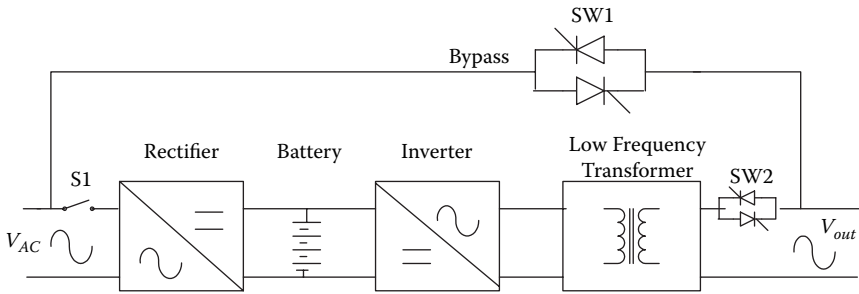 SW1
Bypass
Rectifier
Battery
Inverter
Low Frequency
Transformer
S1
SW2
V_AC
V_out